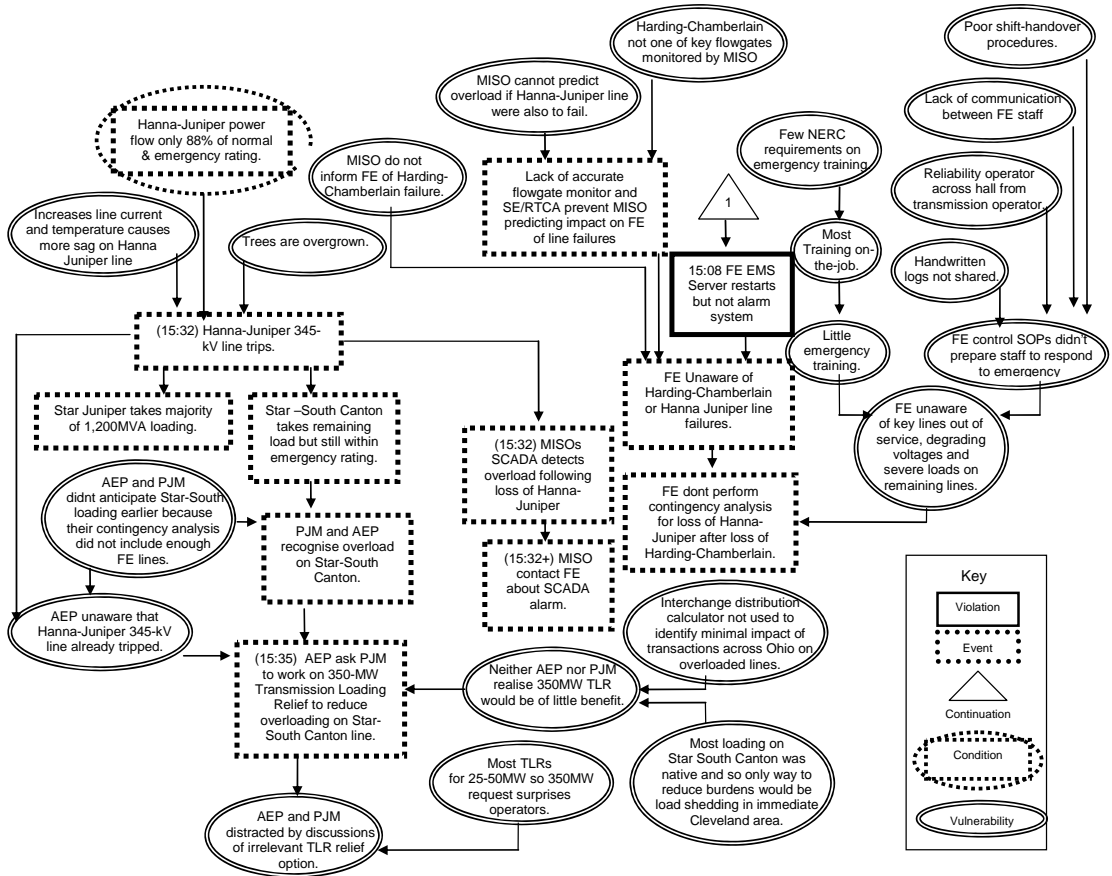 Harding-Chamberlain
not one of key flowgates
monitored by MISO
Poor shift-handover
procedures.
MISO cannot predict
overload if Hanna-Juniper line
were also to fail.
Lack of communication
between FE staff
Hanna-Juniper power
flow only 88% of normal
& emergency rating.
Few NERC
requirements on
emergency training.
MISO do not
inform FE of Harding-
Chamberlain failure.
Lack of accurate
flowgate monitor and
SE/RTCA prevent MISO
predicting impact on FE
of line failures
1
Reliability operator
across hall from
transmission operator.
Increases line current
and temperature causes
more sag on Hanna
Juniper line
Trees are overgrown.
Most
Training on-
the-job.
15:08 FE EMS
Server restarts
but not alarm
system
Handwritten
logs not shared.
(15:32) Hanna-Juniper 345-
kV line trips.
Little
emergency
training.
FE control SOPs didn't
prepare staff to respond
to emergency
FE Unaware of
Harding-Chamberlain
or Hanna Juniper line
failures.
Star Juniper takes majority
of 1,200MVA loading.
Star –South Canton
takes remaining
load but still within
emergency rating.
FE unaware
of key lines out of
service, degrading
voltages and
severe loads on
remaining lines.
(15:32) MISOs
SCADA detects
overload following
loss of Hanna-
Juniper
AEP and PJM
didnt anticipate Star-South
loading earlier because
their contingency analysis
did not include enough
FE lines.
FE dont perform
contingency analysis
for loss of Hanna-
Juniper after loss of
Harding-Chamberlain.
PJM and AEP
recognise overload
on Star-South
Canton.
(15:32+) MISO
contact FE
about SCADA
alarm.
AEP unaware that
Hanna-Juniper 345-kV
line already tripped.
Interchange distribution
calculator not used to
identify minimal impact of
transactions across Ohio on
overloaded lines.
(15:35) AEP ask PJM
to work on 350-MW
Transmission Loading
Relief to reduce
overloading on Star-
South Canton line.
Neither AEP nor PJM
realise 350MW TLR
would be of little benefit.
Most loading on
Star South Canton was
native and so only way to
reduce burdens would be
load shedding in immediate
Cleveland area.
Most TLRs
for 25-50MW so 350MW
request surprises
operators.
AEP and PJM
distracted by discussions
of irrelevant TLR relief
option.
Key
Violation
Event
Continuation
Condition
Vulnerability